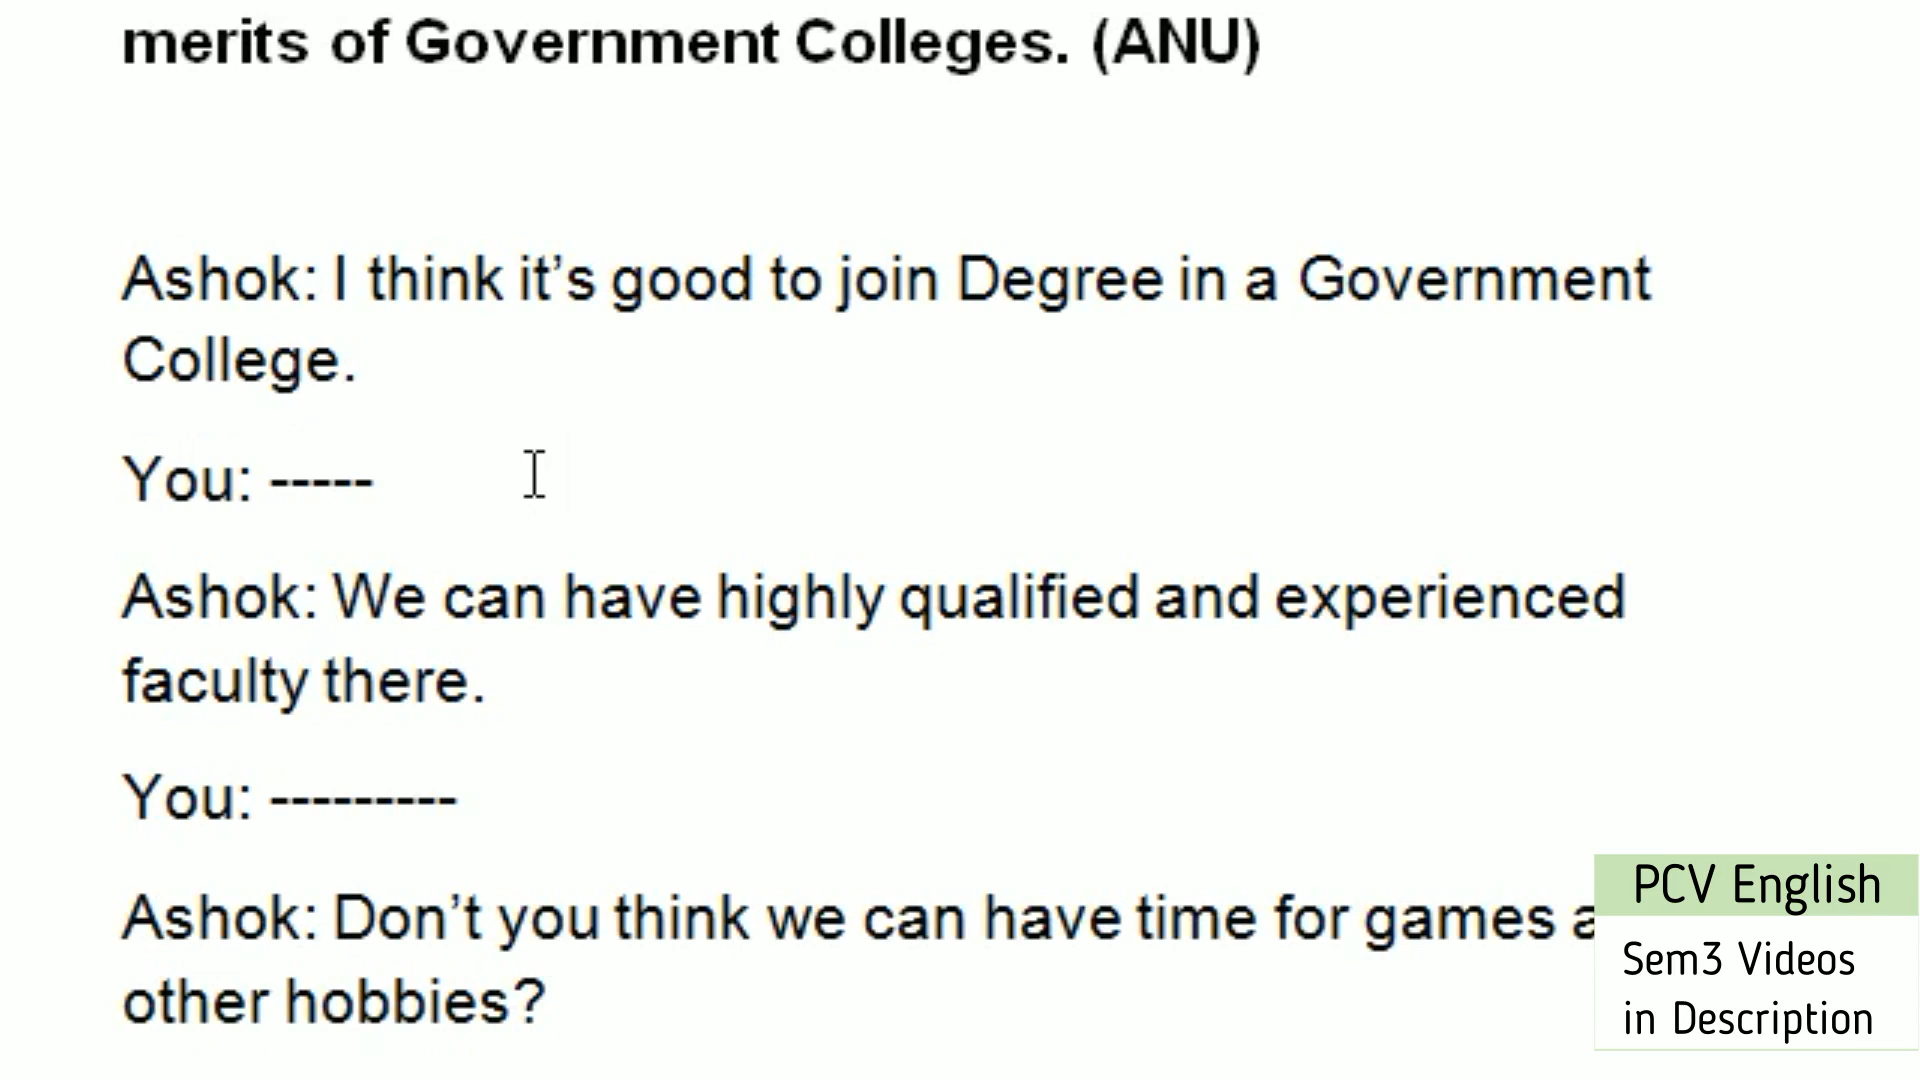 merits of Government Colleges. (ANU)
Ashok: I think it’s good to join Degree in a Government
College.
You: -----
Ashok: We can have highly qualified and experienced
faculty there.
You: ---------
Ashok: Don’t you think we can have time for games
other hobbies?
PCV English
Sem3 Videos
in Description